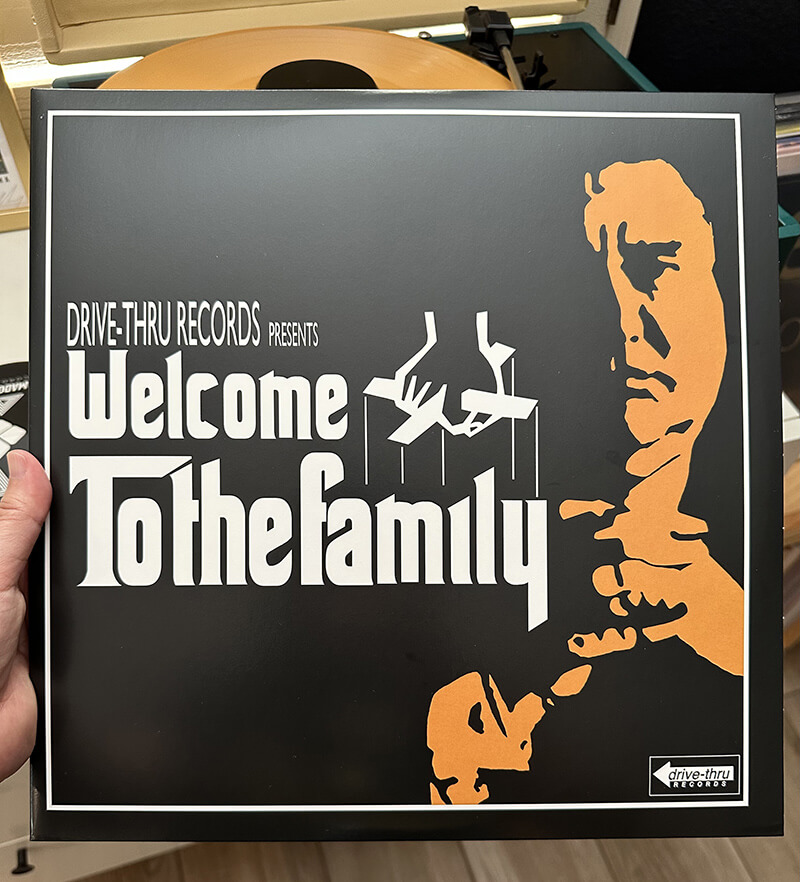 DRIVE-THRU RECORDS PRESENTS
Welcome
To the family
drive-thru
RECORDS